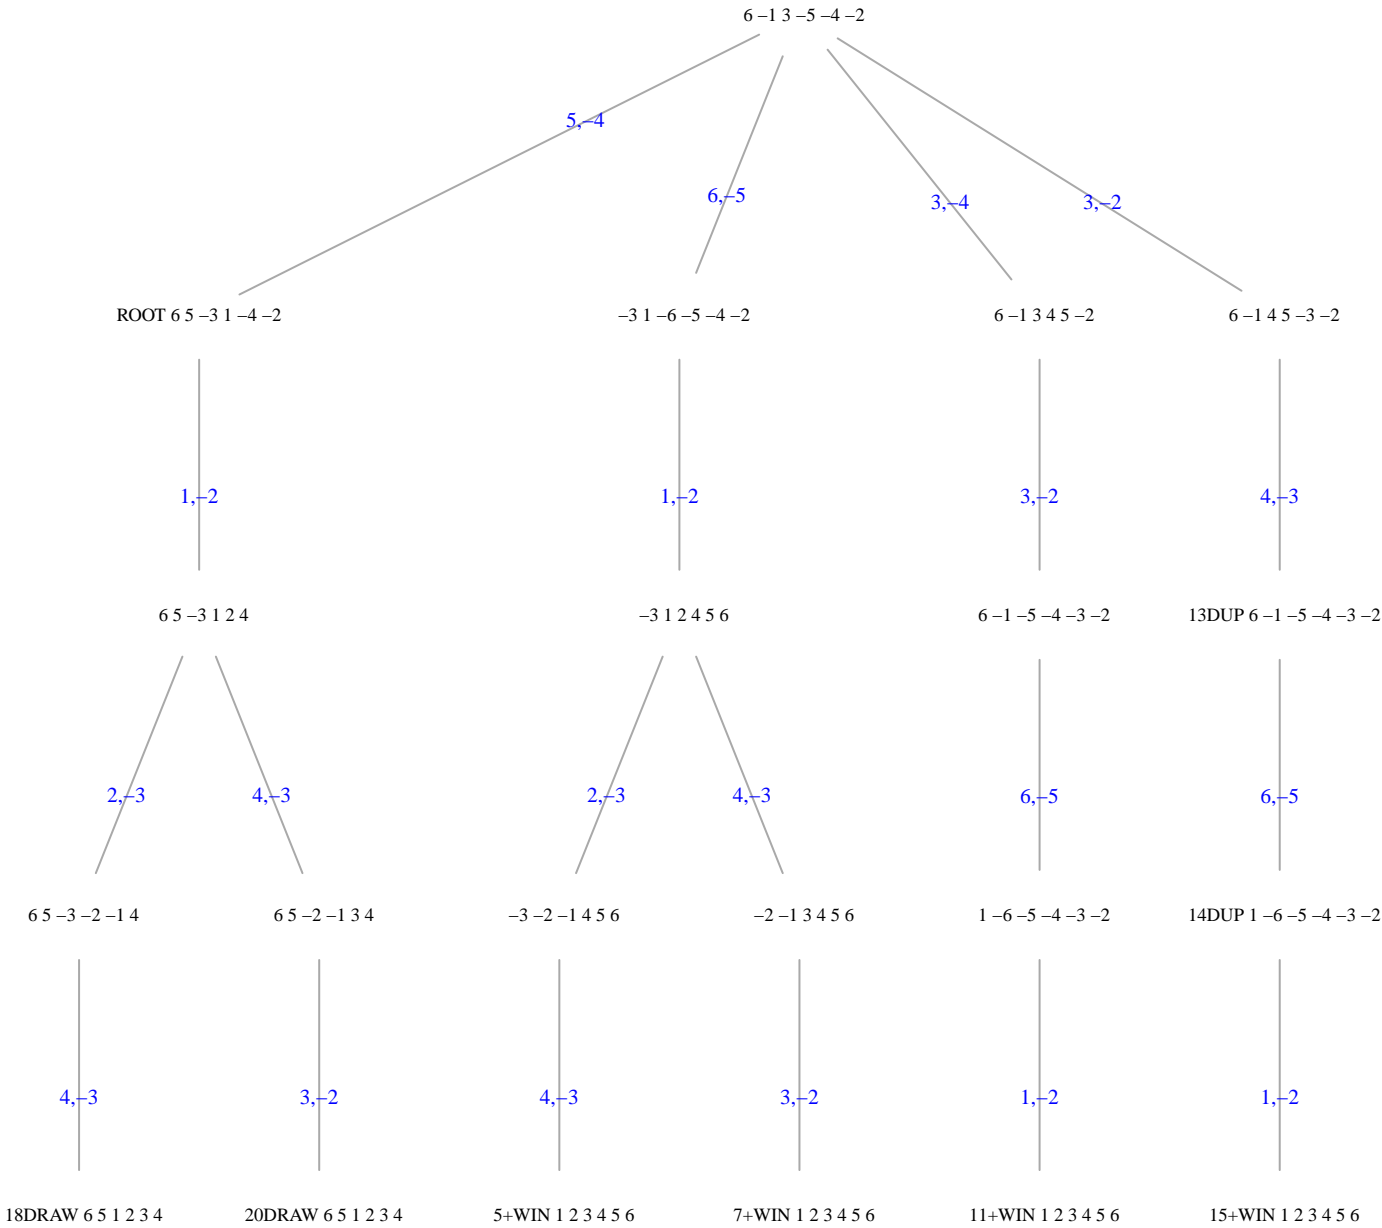 6 –1 3 –5 –4 –2
5,–4
6,–5
3,–4
3,–2
ROOT 6 5 –3 1 –4 –2
–3 1 –6 –5 –4 –2
6 –1 3 4 5 –2
6 –1 4 5 –3 –2
1,–2
1,–2
3,–2
4,–3
6 5 –3 1 2 4
–3 1 2 4 5 6
6 –1 –5 –4 –3 –2
13DUP 6 –1 –5 –4 –3 –2
2,–3
4,–3
2,–3
4,–3
6,–5
6,–5
6 5 –3 –2 –1 4
6 5 –2 –1 3 4
–3 –2 –1 4 5 6
–2 –1 3 4 5 6
1 –6 –5 –4 –3 –2
14DUP 1 –6 –5 –4 –3 –2
4,–3
3,–2
4,–3
3,–2
1,–2
1,–2
18DRAW 6 5 1 2 3 4
20DRAW 6 5 1 2 3 4
5+WIN 1 2 3 4 5 6
7+WIN 1 2 3 4 5 6
11+WIN 1 2 3 4 5 6
15+WIN 1 2 3 4 5 6